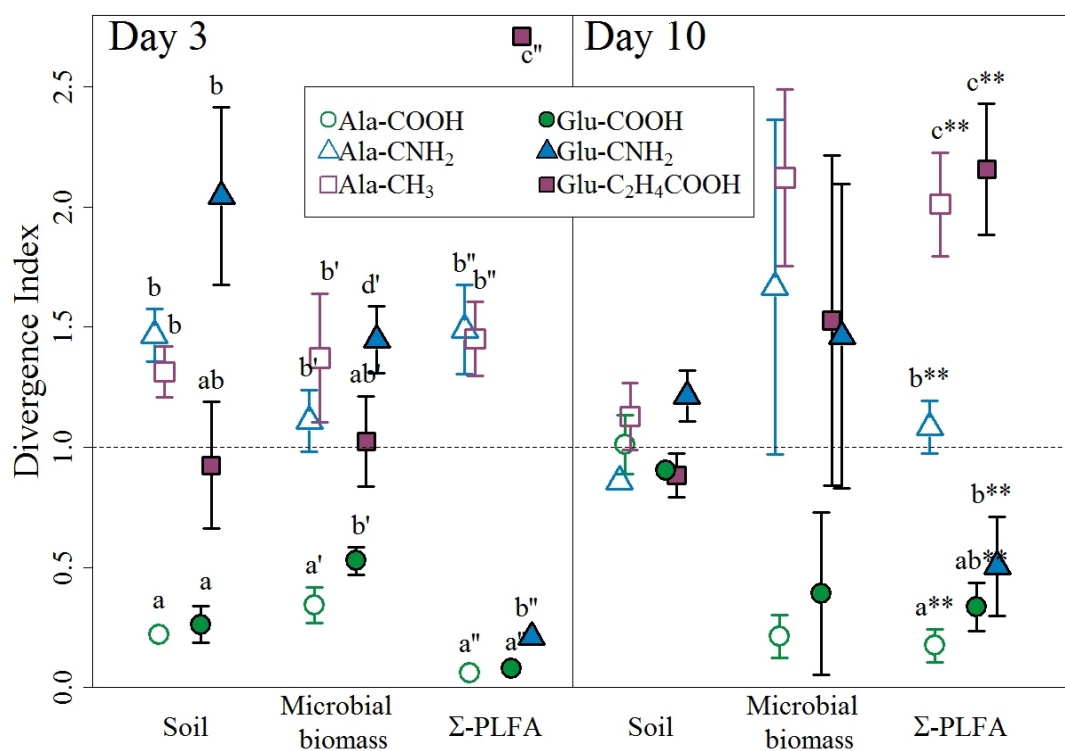 Day 3
Day 10
c"
b
c**
c**
Ala-COOH
Glu-COOH
Ala-CNH₂
Glu-CNH₂
Ala-CH₃
Glu-C₂H₄COOH
b
b
b'
d'
b"
b"
ab
b'
ab'
b**
a
a
a'
b'
a"
a"
b"
b**
ab**
a**
Divergence Index
0.0
0.5
1.0
1.5
2.0
2.5
Soil
Microbial
biomass
Σ-PLFA
Soil
Microbial
biomass
Σ-PLFA